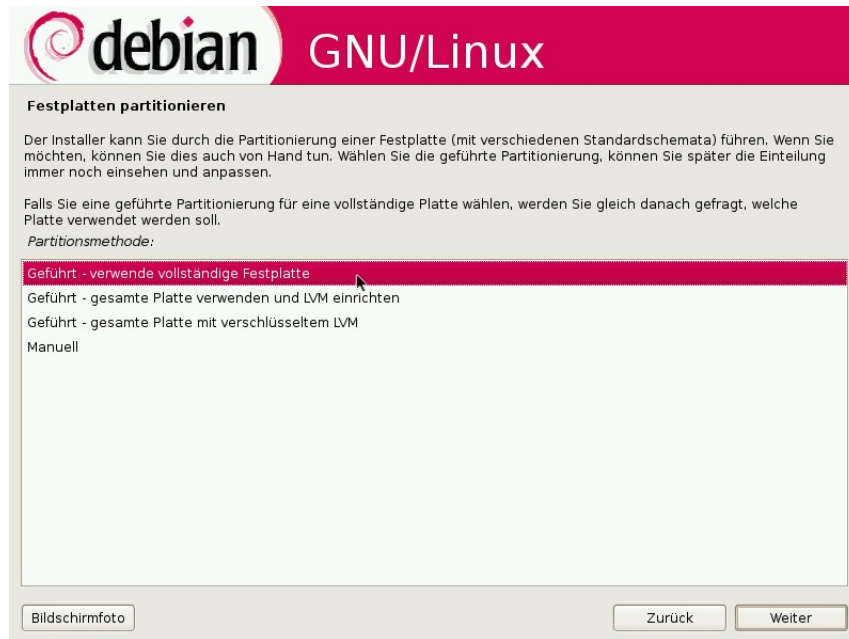 debian GNU/Linux
Festplatten partitionieren
Der Installer kann Sie durch die Partitionierung einer Festplatte (mit verschiedenen Standardschemata) führen. Wenn Sie
möchten, können Sie dies auch von Hand tun. Wählen Sie die geführte Partitionierung, können Sie später die Einteilung
immer noch einsehen und anpassen.
Falls Sie eine geführte Partitionierung für eine vollständige Platte wählen, werden Sie gleich danach gefragt, welche
Platte verwendet werden soll.
Partitionsmethode:
Geführt - verwende vollständige Festplatte
Geführt - gesamte Platte verwenden und LVM einrichten
Geführt - gesamte Platte mit verschlüsseltem LVM
Manuell
Bildschirmfoto
Zurück
Weiter